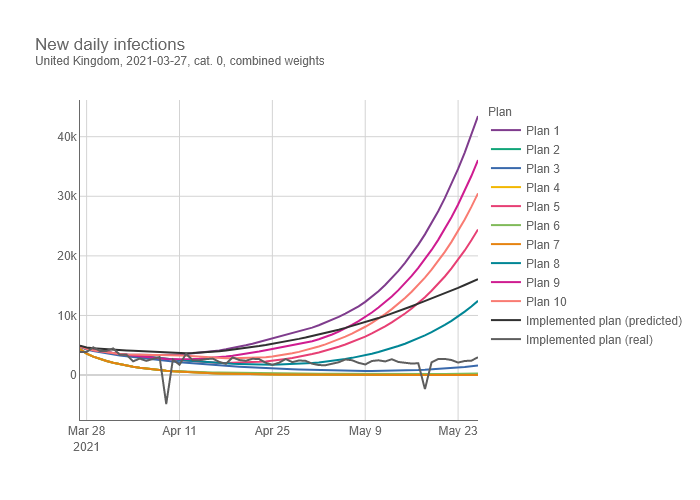 New daily infections
United Kingdom, 2021-03-27, cat. 0, combined weights
Plan
Plan 1
Plan 2
Plan 3
Plan 4
Plan 5
Plan 6
Plan 7
Plan 8
Plan 9
Plan 10
Implemented plan (predicted)
Implemented plan (real)
40k
30k
20k
10k
0
Mar 28 Apr 11 Apr 25 May 9 May 23
2021